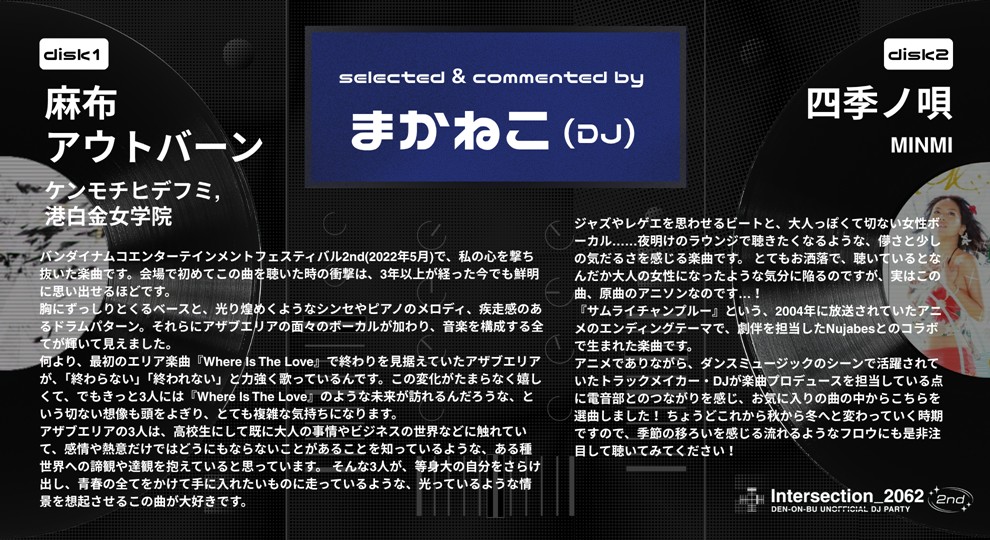 disk1
麻布
アウトバーン
ケンモチヒデフミ,
港白金女学院
バンダイナムコエンターテインメントフェスティバル2nd(2022年5月)で、私の心を撃ち
抜いた楽曲です。会場で初めてこの曲を聴いた時の衝撃は、3年以上が経った今でも鮮明
に思い出せるほどです。
胸にずっしりとくるベースと、光り煌めくようなシンセやピアノのメロディ、疾走感のあ
るドラムパターン。それらにアザブエリアの面々のボーカルが加わり、音楽を構成する全
てが輝いて見えました。
何より、最初のエリア楽曲『Where Is The Love』で終わりを見据えていたアザブエリア
が、「終わらない」「終われない」と力強く歌っているんです。この変化がたまらなく嬉し
くて、でもきっと3人には『Where Is The Love』のような未来が訪れるんだろうな、と
いう切ない想像も頭をよぎり、とても複雑な気持ちになります。
アザブエリアの3人は、高校生にして既に大人の事情やビジネスの世界などに触れてい
て、感情や熱意だけではどうにもならないことがあることを知っているような、ある種
世界への諦観や達観を抱えていると思っています。 そんな3人が、等身大の自分をさらけ
出し、青春の全てをかけて手に入れたいものに走っているような、光っているような情
景を想起させるこの曲が大好きです。
selected & commented by
まかねこ (DJ)
disk2
四季ノ唄
MINMI
ジャズやレゲエを思わせるビートと、大人っぽくて切ない女性ボ
ーカル……夜明けのラウンジで聴きたくなるような、儚さと少し
の気だるさを感じる楽曲です。 とてもお洒落で、聴いているとな
んだか大人の女性になったような気分に陥るのですが、実はこの
曲、原曲のアニソンなのです…！
『サムライチャンプルー』という、2004年に放送されていたアニ
メのエンディングテーマで、劇伴を担当したNujabesとのコラボ
で生まれた楽曲です。
アニメでありながら、ダンスミュージックのシーンで活躍されて
いたトラックメイカー・DJが楽曲プロデュースを担当している点
に電音部とのつながりを感じ、お気に入りの曲の中からこちらを
選曲しました！ ちょうどこれから秋から冬へと変わっていく時期
ですので、季節の移ろいを感じる流れるようなフロウにも是非注
目して聴いてみてください！
Intersection_2062 2nd
DEN-ON-BU UNOFFICIAL DJ PARTY